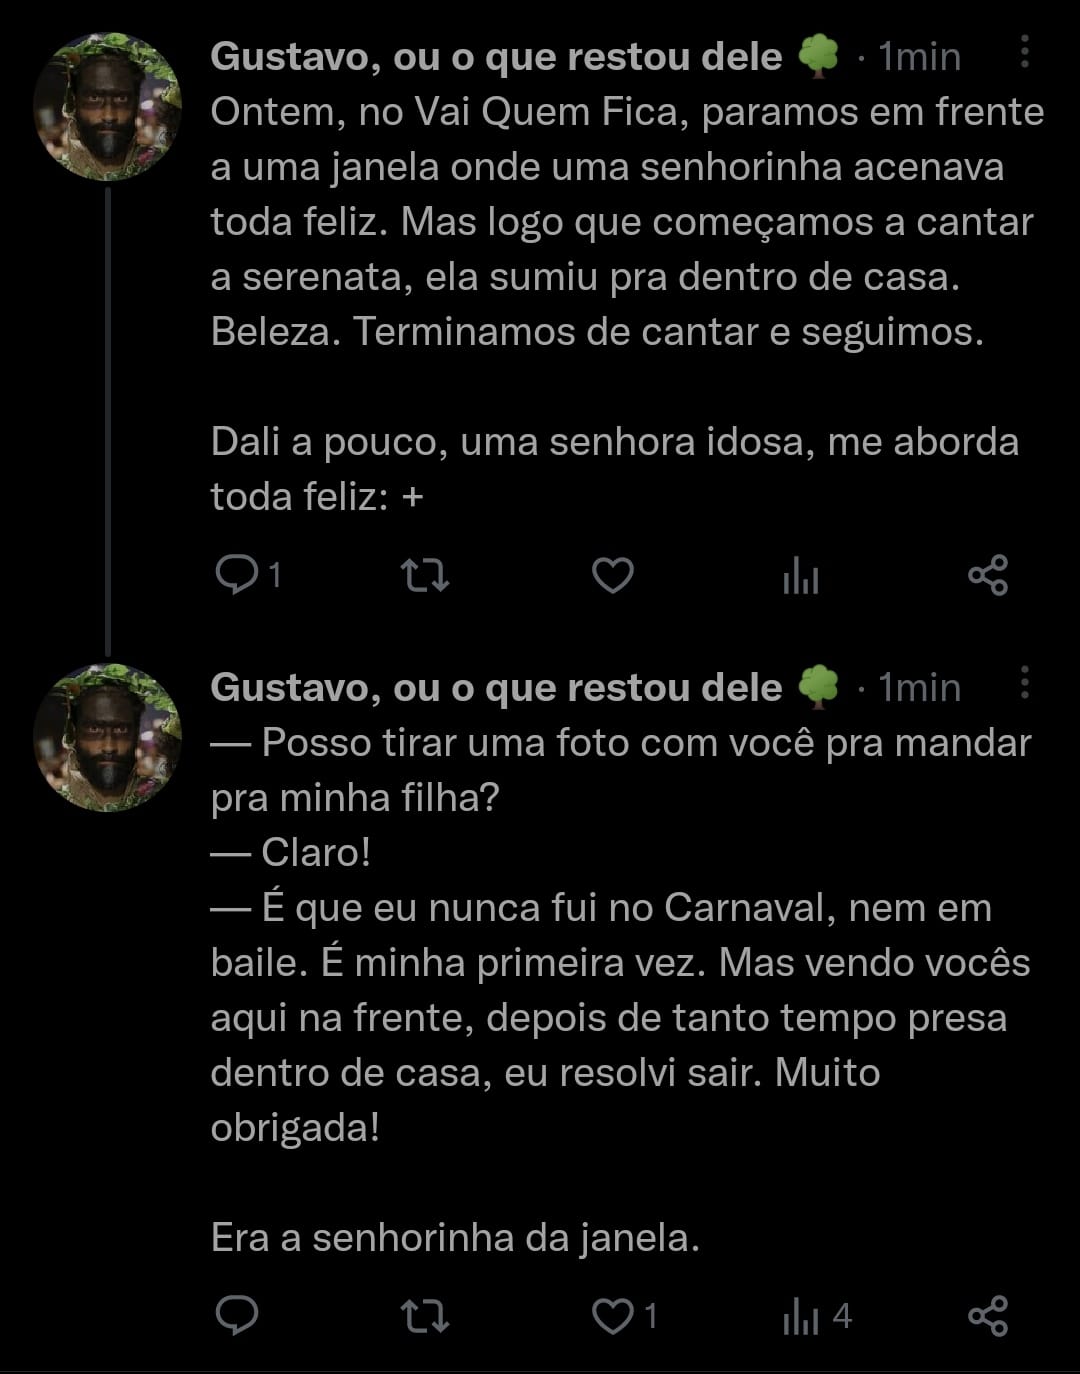 Gustavo, ou o que restou dele 🌳 · 1min
Ontem, no Vai Quem Fica, paramos em frente
a uma janela onde uma senhorinha acenava
toda feliz. Mas logo que começamos a cantar
a serenata, ela sumiu pra dentro de casa.
Beleza. Terminamos de cantar e seguimos.
Dali a pouco, uma senhora idosa, me aborda
toda feliz: +
1
Gustavo, ou o que restou dele 🌳 · 1min
— Posso tirar uma foto com você pra mandar
pra minha filha?
— Claro!
— É que eu nunca fui no Carnaval, nem em
baile. É minha primeira vez. Mas vendo vocês
aqui na frente, depois de tanto tempo presa
dentro de casa, eu resolvi sair. Muito
obrigada!
Era a senhorinha da janela.
1 4